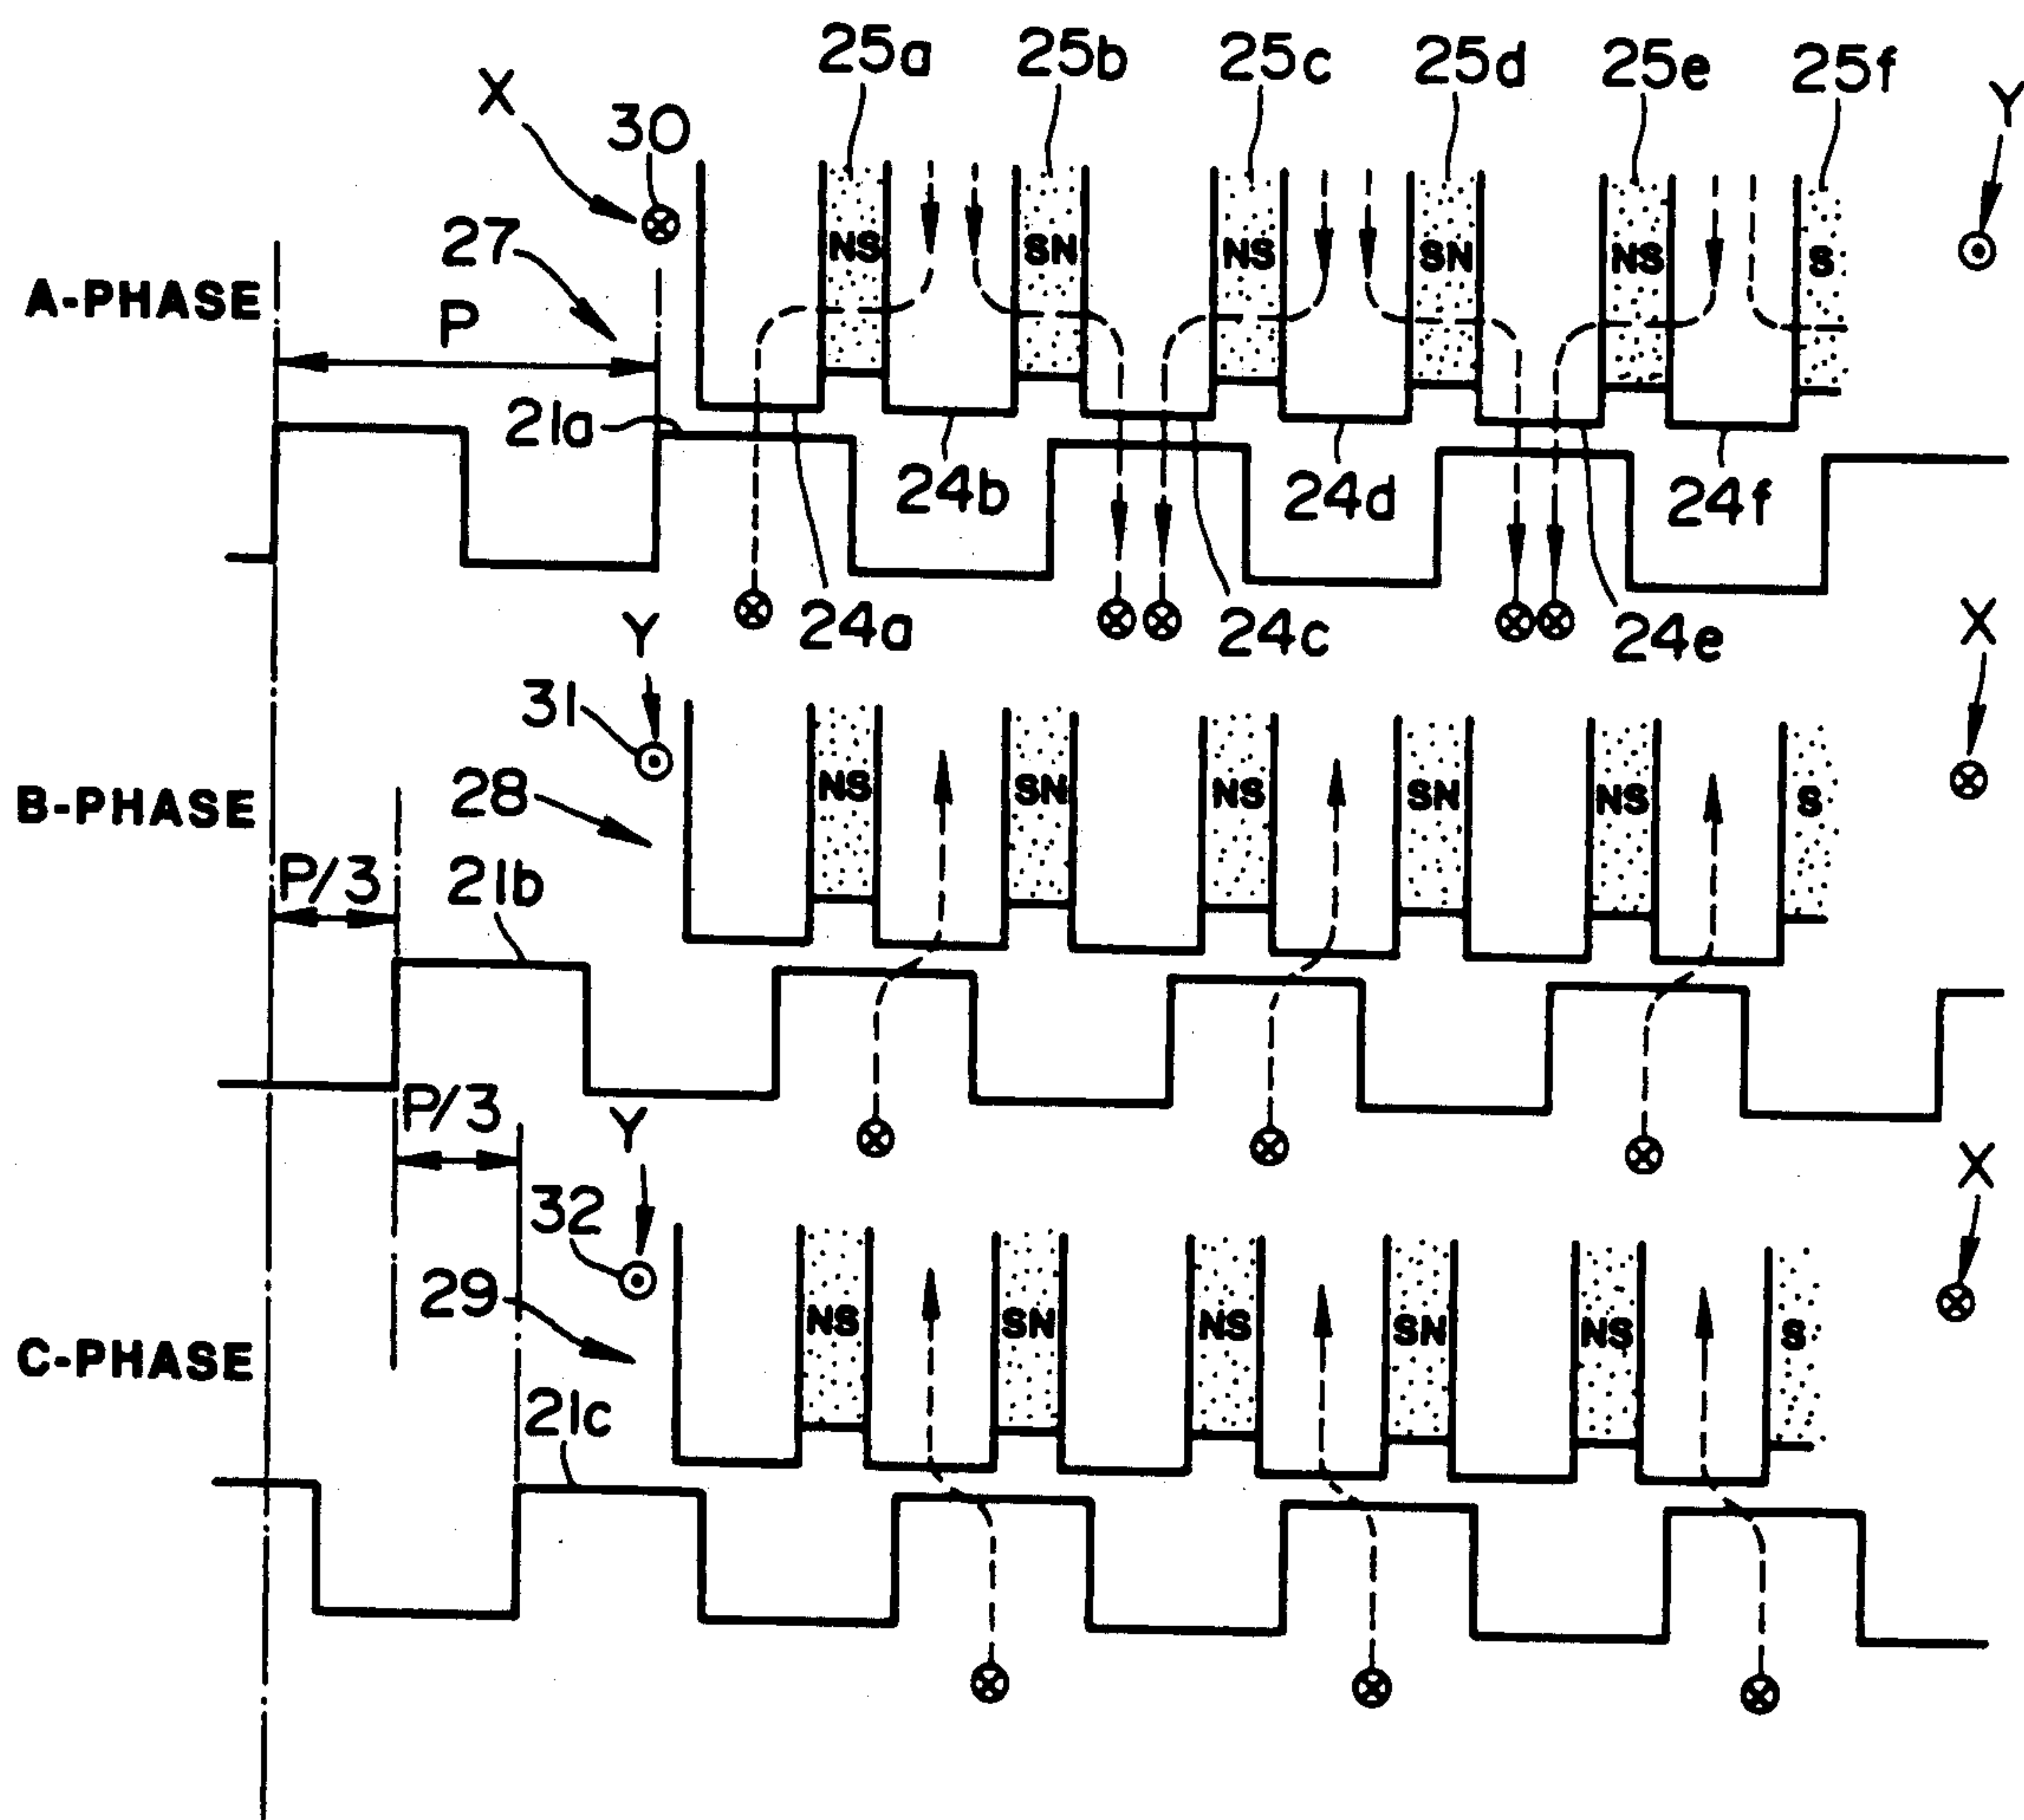 25a 25b 25c 25d 25e 25f
X 30 Y
27
NS SN NS SN NS S
A-PHASE
P
21a
24b 24d 24f
24a 24c 24e
Y X
31
28
NS SN NS SN NS S
B-PHASE
P/3 21b
P/3 Y X
32
29
NS SN NS SN NS S
C-PHASE
21c